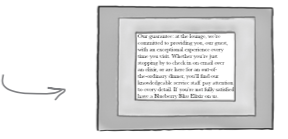 Our guarantee: at the lounge, we're
committed to providing you, our guest,
with an exceptional experience every
time you visit. Whether you're just
stopping by to check in on email over
an elixir, or are here for an out-of-
the-ordinary dinner, you'll find our
knowledgeable service staff pay attention
to every detail. If you're not fully satisfied
have a Blueberry Bliss Elixir on us.